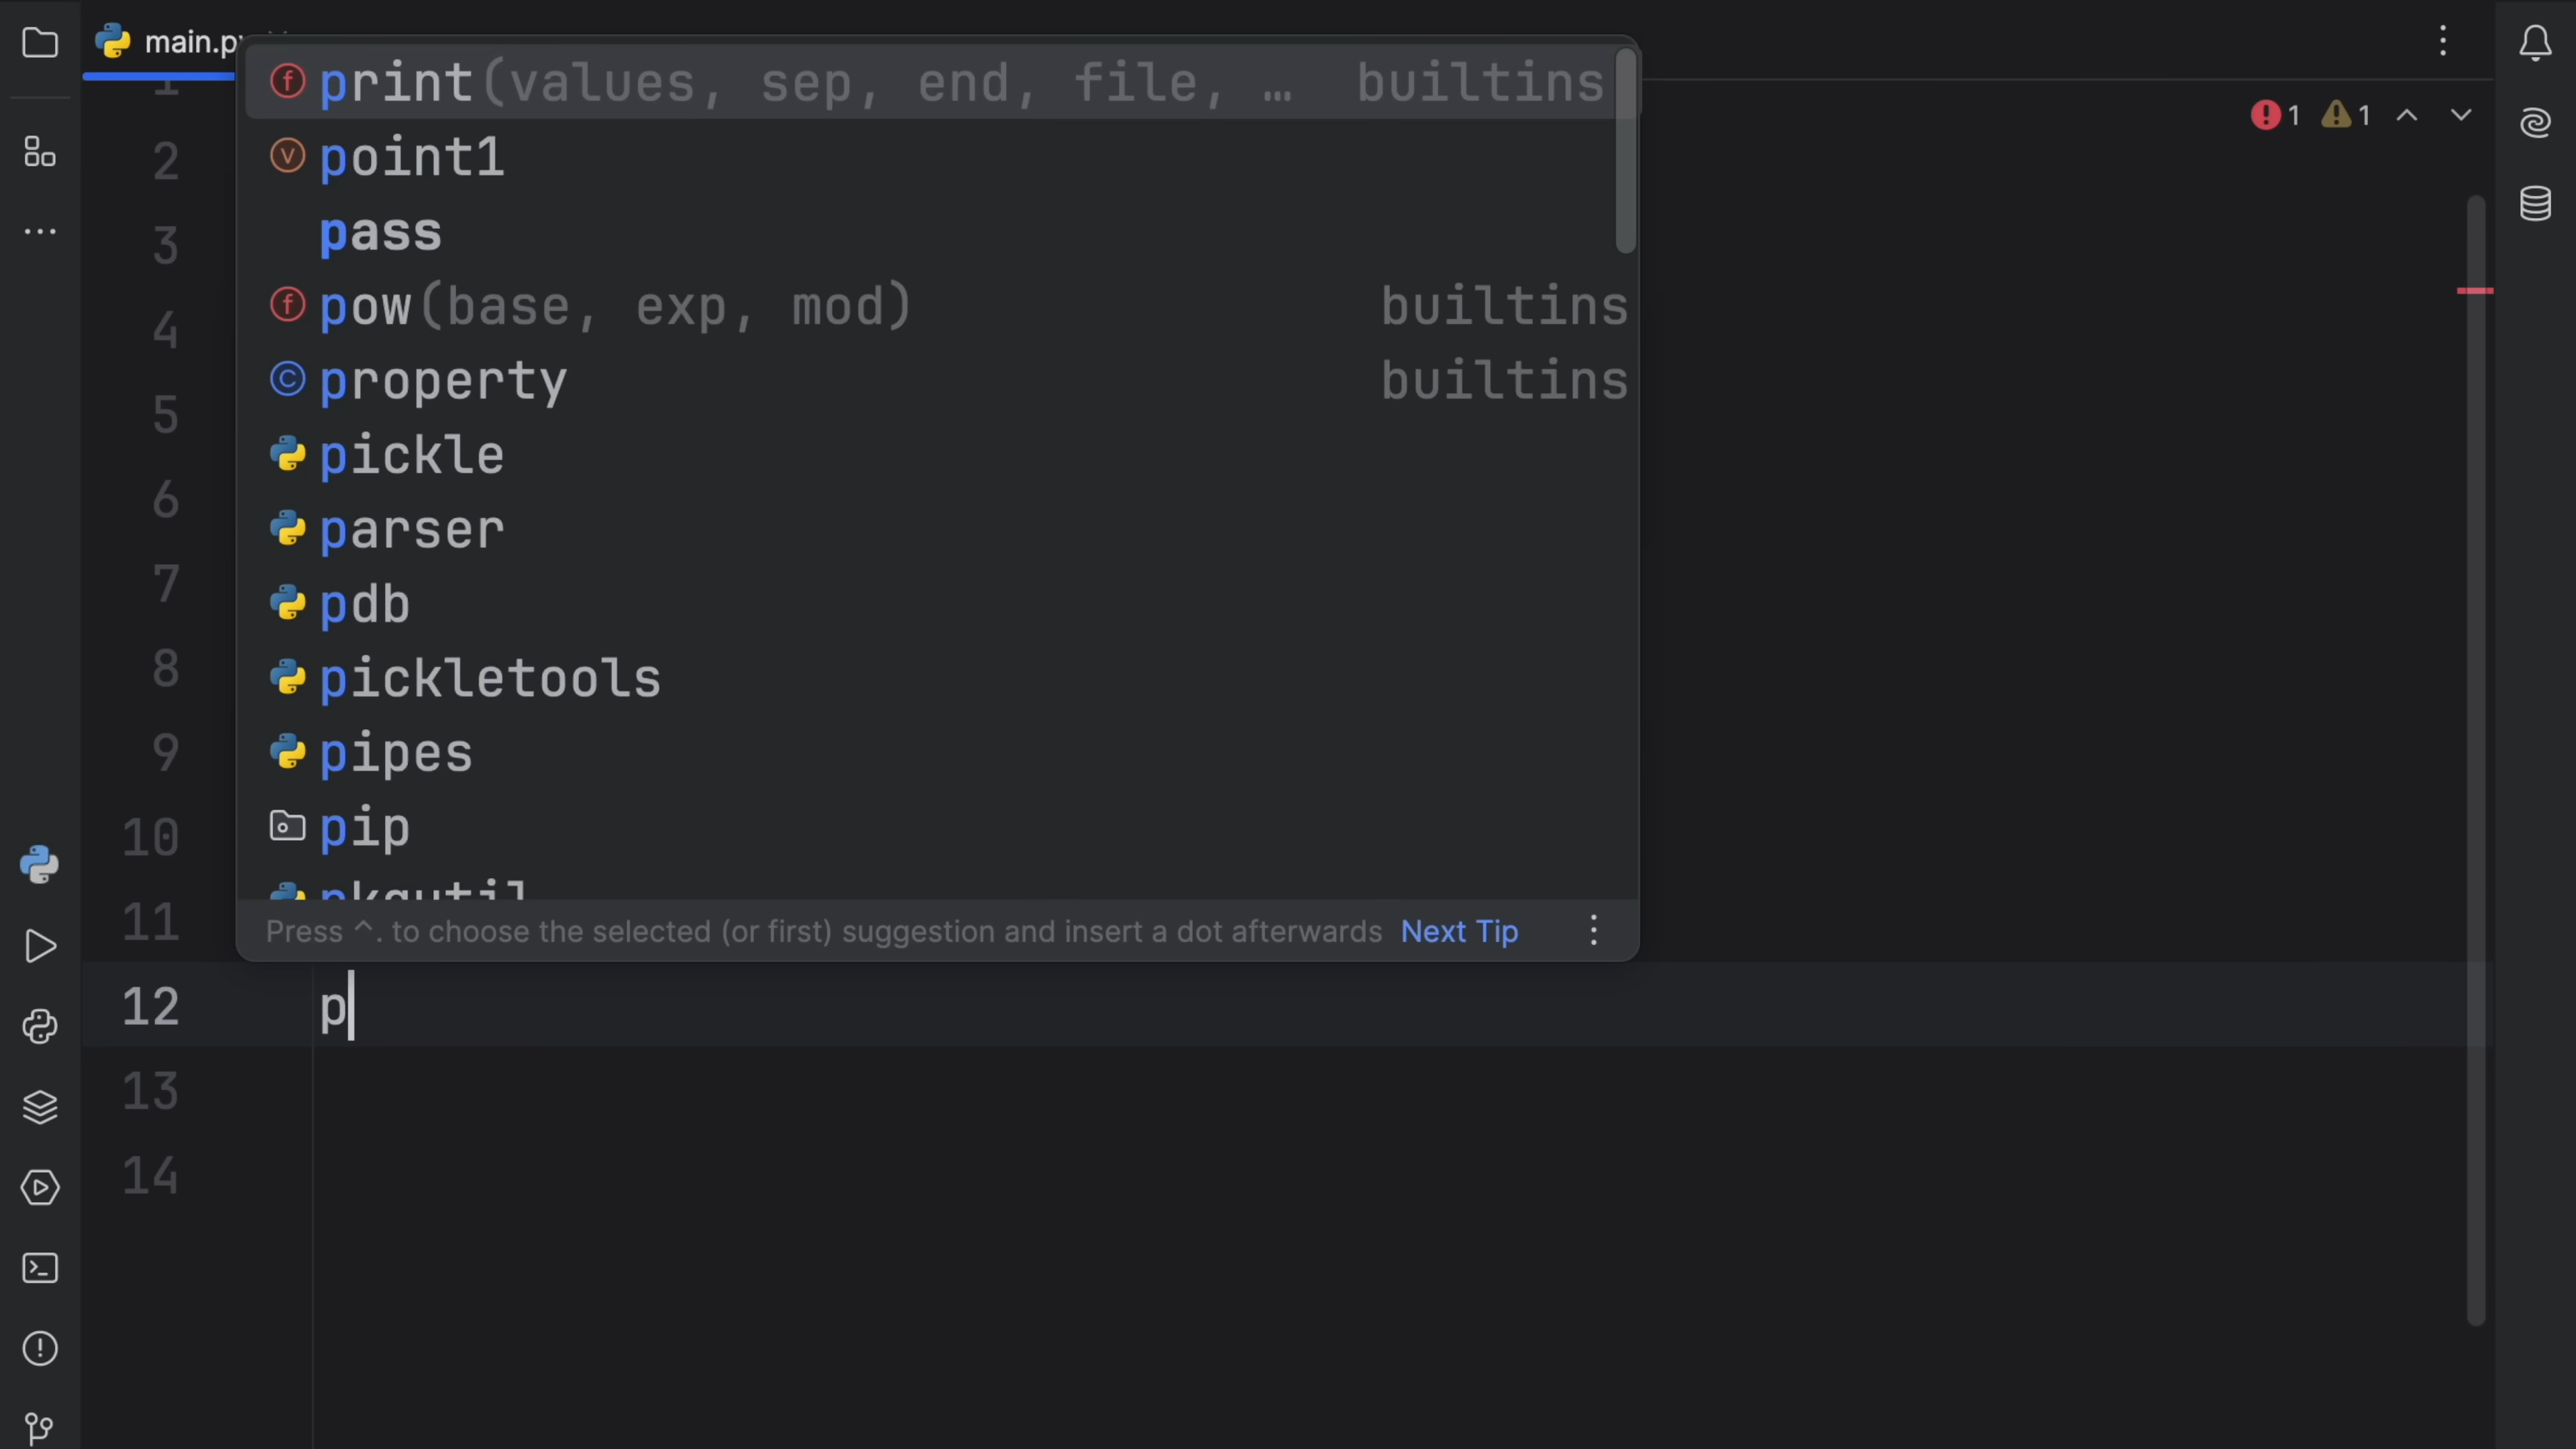 main.py
1 1
1
2
3
4
5
6
7
8
9
10
11
print(values, sep, end, file, … builtins
point1
pass
pow(base, exp, mod) builtins
property builtins
pickle
parser
pdb
pickletools
pipes
pip
pkgutil
Press ^. to choose the selected (or first) suggestion and insert a dot afterwards Next Tip
12 p
13
14